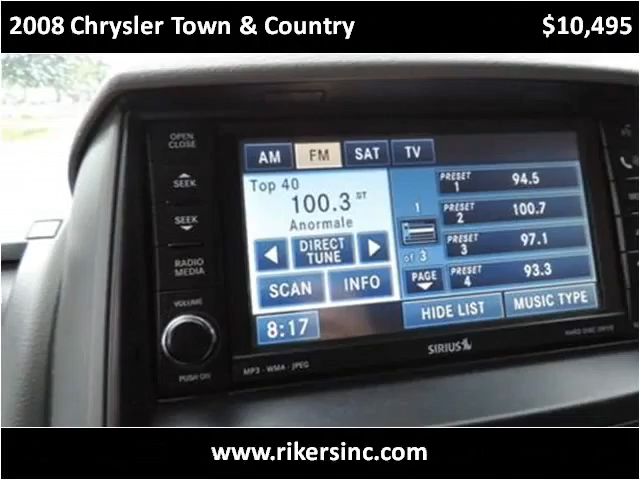 2008 Chrysler Town & Country
$10,495
OPEN
CLOSE
SEEK
SEEK
RADIO
MEDIA
VOLUME
PUSH ON
AM
FM
SAT
TV
Top 40
100.3 ST
Anormale
DIRECT
TUNE
SCAN
INFO
8:17
1
of 3
PAGE
PRESET
1
94.5
PRESET
2
100.7
PRESET
3
97.1
PRESET
4
93.3
HIDE LIST
MUSIC TYPE
SIRIUS
HARD DISC DRIVE
MP3 - WMA - JPEG
www.rikersinc.com